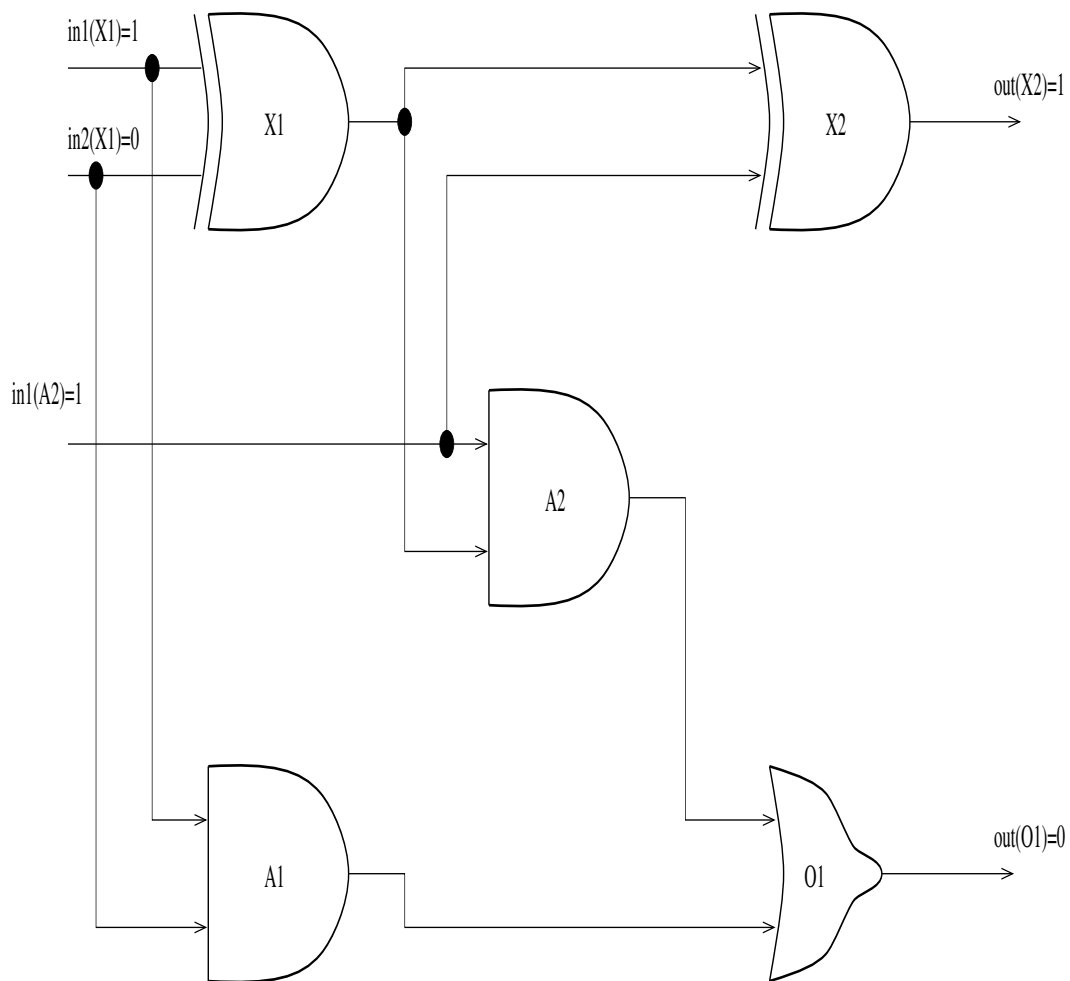 in1(X1)=1
X1
X2
out(X2)=1
in2(X1)=0
in1(A2)=1
A2
A1
O1
out(O1)=0